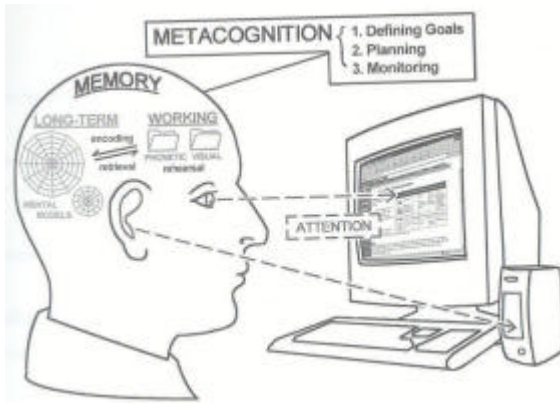 METACOGNITION
1. Defining Goals
2. Planning
3. Monitoring
MEMORY
LONG-TERM
WORKING
encoding
retrieval
PHONETIC VISUAL
rehearsal
MENTAL
MODELS
ATTENTION